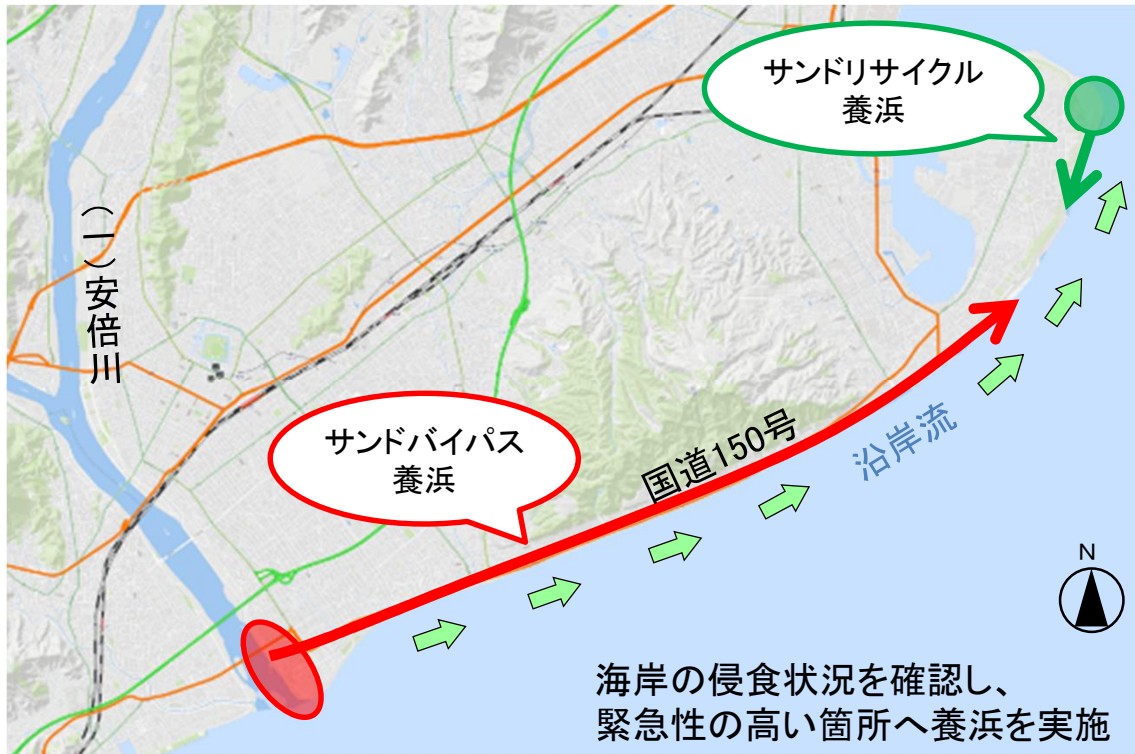 サンドリサイクル
養浜
(一)安倍川
サンドバイパス
養浜
国道150号
沿岸流
N
海岸の侵食状況を確認し、
緊急性の高い箇所へ養浜を実施